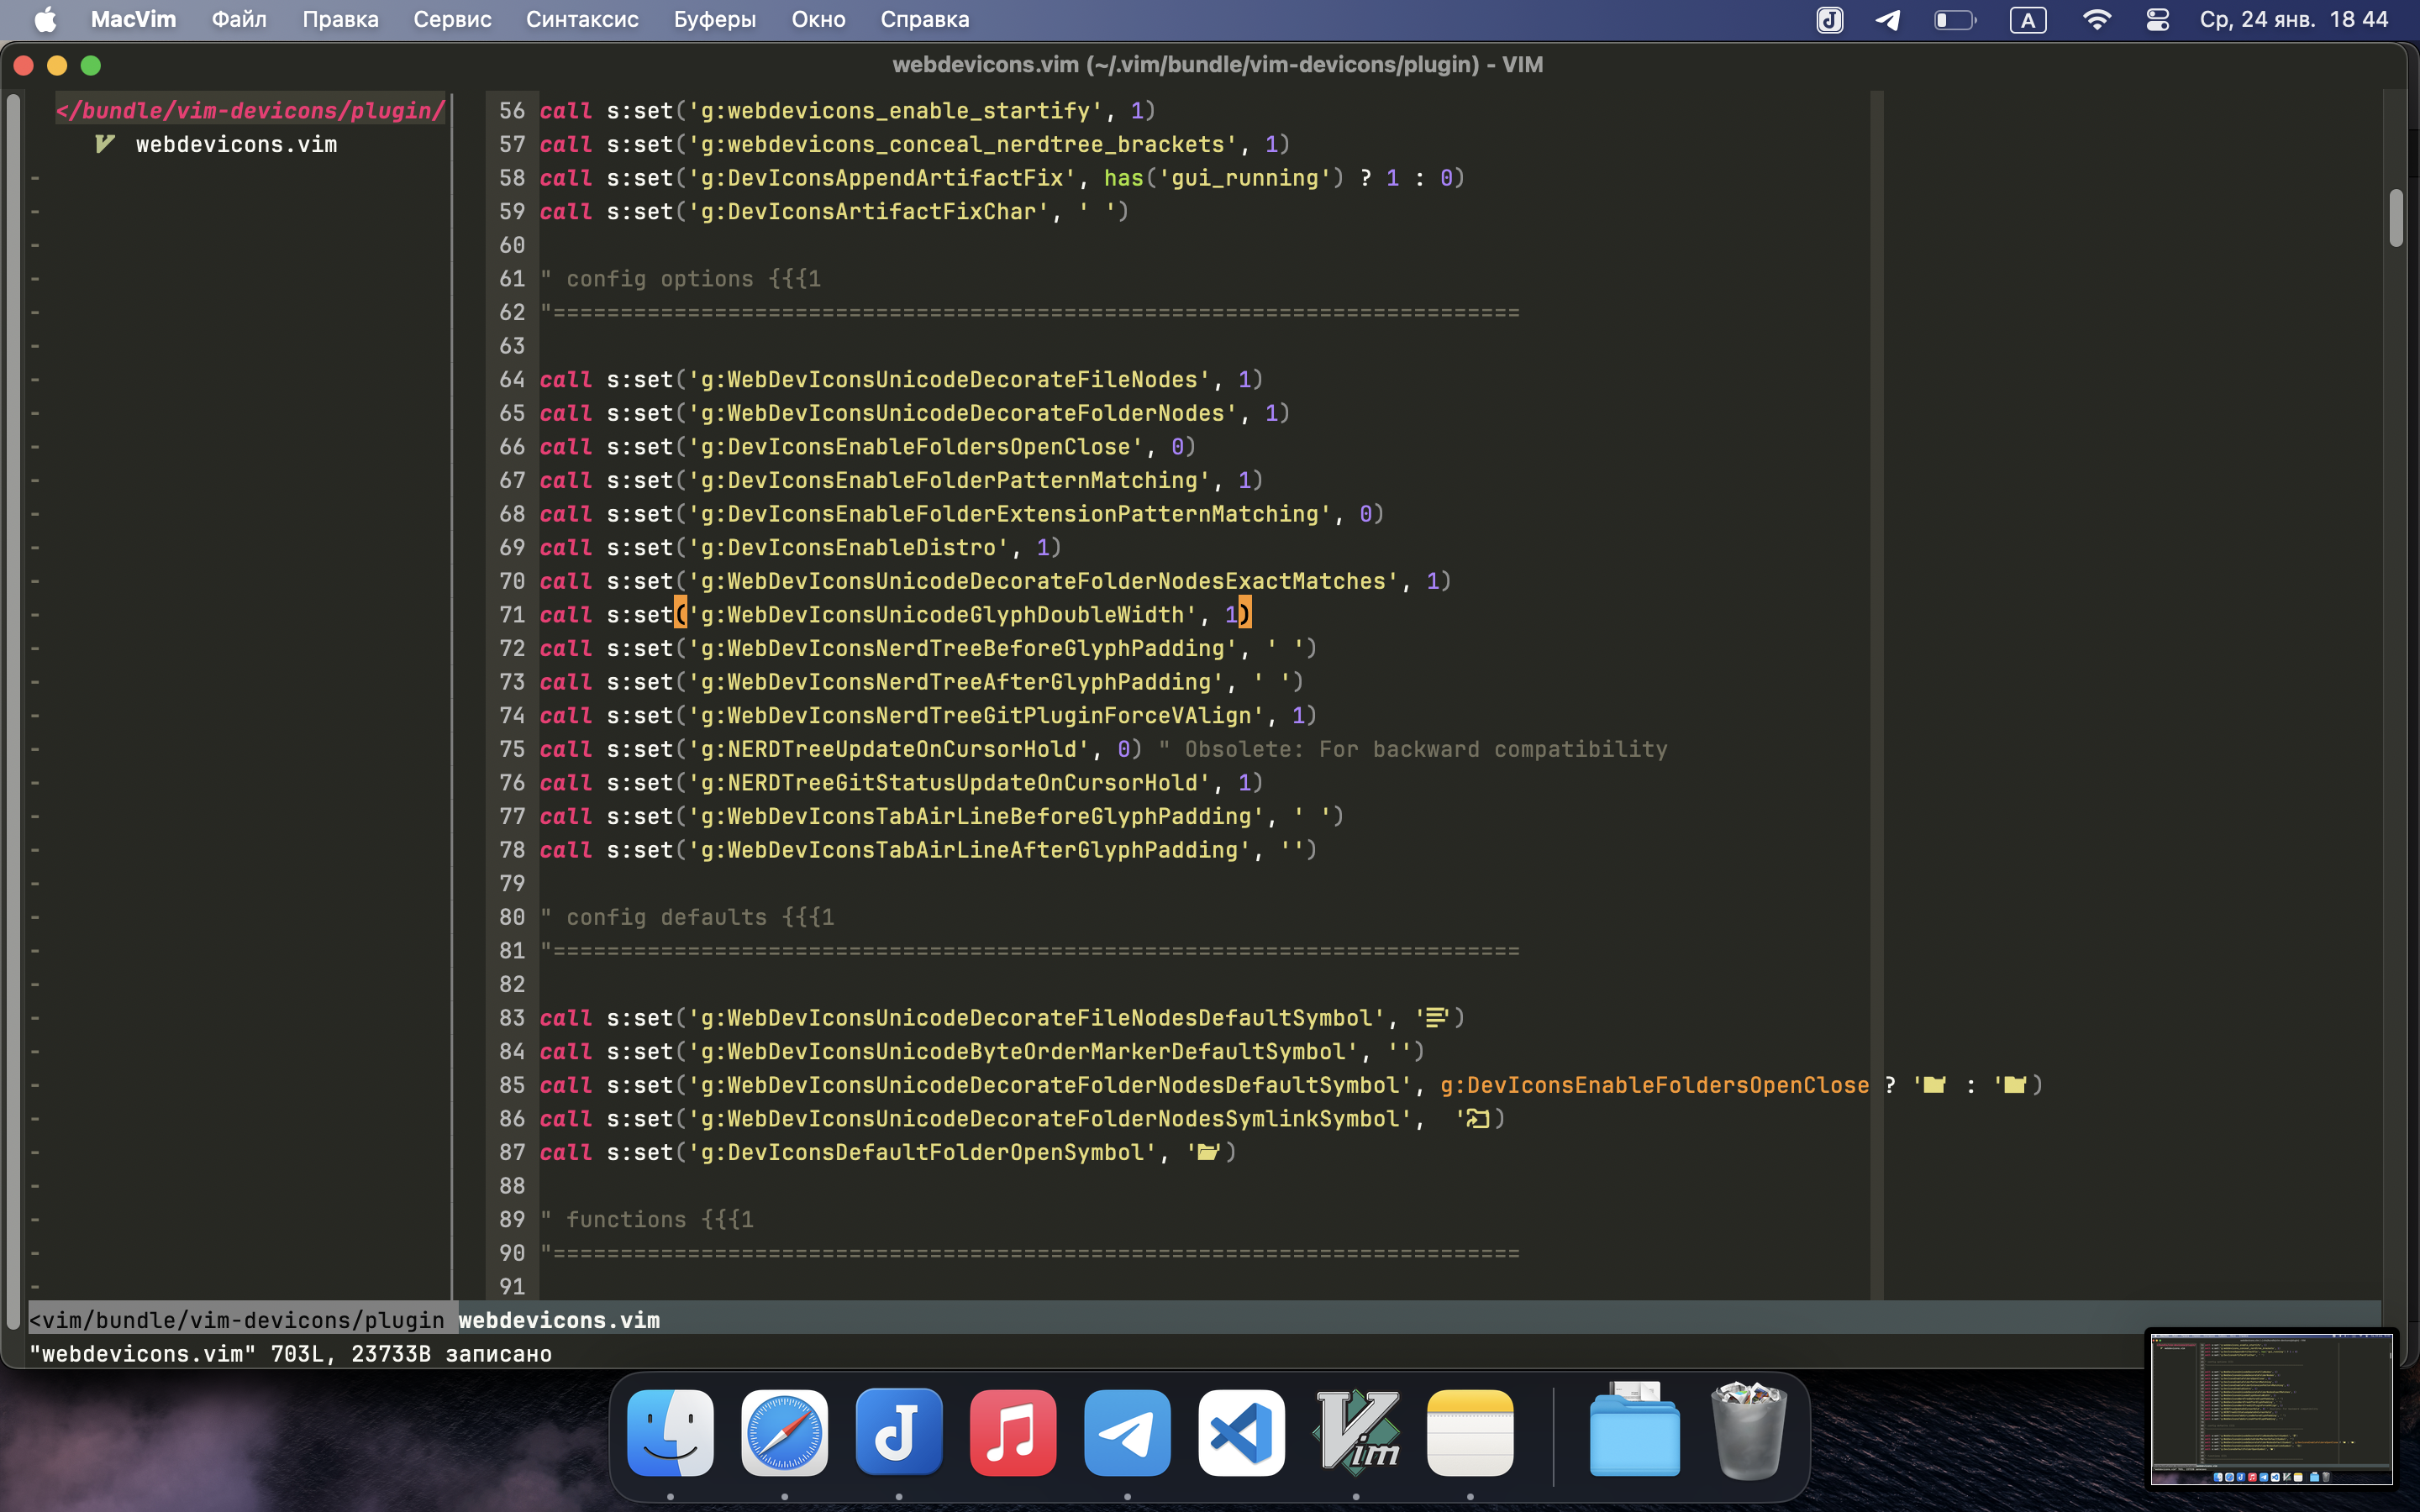 MacVim Файл Правка Сервис Синтаксис Буферы Окно Справка A Ср, 24 янв. 18 44
webdevicons.vim (~/.vim/bundle/vim-devicons/plugin) - VIM
</bundle/vim-devicons/plugin/
webdevicons.vim
56 call s:set('g:webdevicons_enable_startify', 1)
57 call s:set('g:webdevicons_conceal_nerdtree_brackets', 1)
58 call s:set('g:DevIconsAppendArtifactFix', has('gui_running') ? 1 : 0)
59 call s:set('g:DevIconsArtifactFixChar', ' ')
60
61 " config options {{{1
62 "========================================================================
63
64 call s:set('g:WebDevIconsUnicodeDecorateFileNodes', 1)
65 call s:set('g:WebDevIconsUnicodeDecorateFolderNodes', 1)
66 call s:set('g:DevIconsEnableFoldersOpenClose', 0)
67 call s:set('g:DevIconsEnableFolderPatternMatching', 1)
68 call s:set('g:DevIconsEnableFolderExtensionPatternMatching', 0)
69 call s:set('g:DevIconsEnableDistro', 1)
70 call s:set('g:WebDevIconsUnicodeDecorateFolderNodesExactMatches', 1)
71 call s:set('g:WebDevIconsUnicodeGlyphDoubleWidth', 1)
72 call s:set('g:WebDevIconsNerdTreeBeforeGlyphPadding', ' ')
73 call s:set('g:WebDevIconsNerdTreeAfterGlyphPadding', ' ')
74 call s:set('g:WebDevIconsNerdTreeGitPluginForceVAlign', 1)
75 call s:set('g:NERDTreeUpdateOnCursorHold', 0) " Obsolete: For backward compatibility
76 call s:set('g:NERDTreeGitStatusUpdateOnCursorHold', 1)
77 call s:set('g:WebDevIconsTabAirLineBeforeGlyphPadding', ' ')
78 call s:set('g:WebDevIconsTabAirLineAfterGlyphPadding', '')
79
80 " config defaults {{{1
81 "========================================================================
82
83 call s:set('g:WebDevIconsUnicodeDecorateFileNodesDefaultSymbol', '')
84 call s:set('g:WebDevIconsUnicodeByteOrderMarkerDefaultSymbol', '')
85 call s:set('g:WebDevIconsUnicodeDecorateFolderNodesDefaultSymbol', g:DevIconsEnableFoldersOpenClose ? '' : '')
86 call s:set('g:WebDevIconsUnicodeDecorateFolderNodesSymlinkSymbol', '')
87 call s:set('g:DevIconsDefaultFolderOpenSymbol', '')
88
89 " functions {{{1
90 "========================================================================
91
<vim/bundle/vim-devicons/plugin webdevicons.vim
"webdevicons.vim" 703L, 23733B записано